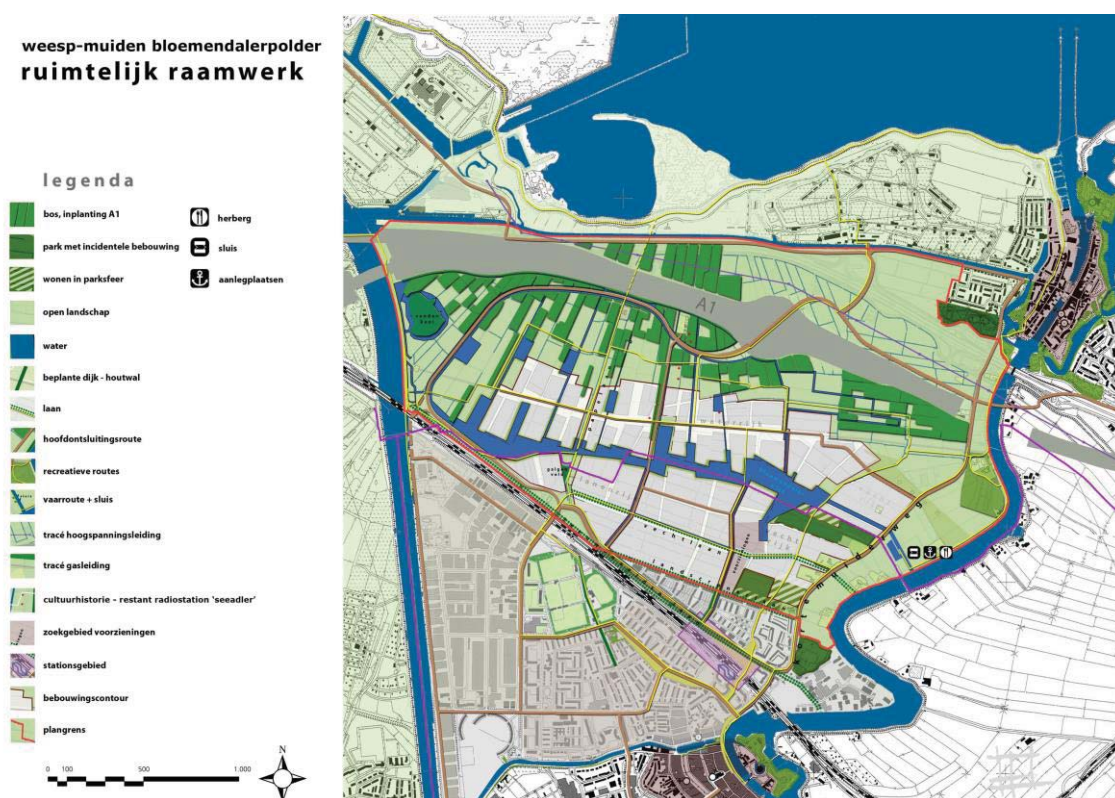 weesp-muiden bloemendalerpolder
ruimtelijk raamwerk
legenda
bos, inplanting A1
park met incidentele bebouwing
wonen in parksfeer
open landschap
water
beplante dijk - houtwal
laan
hoofdontsluitingsroute
recreatieve routes
vaarroute + sluis
tracé hoogspanningsleiding
tracé gasleiding
cultuurhistorie – restant radiostation ‘seeadler’
zoekgebied voorzieningen
stationsgebied
bebouwingscontour
plangrens
herberg
sluis
aanlegplaatsen
0 100 500 1.000
N
A1